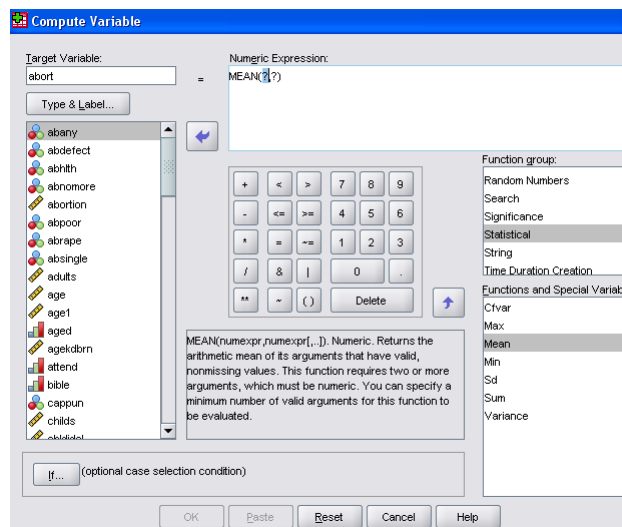 Compute Variable
Target Variable:
abort
=
Numeric Expression:
MEAN(?,?)
Type & Label...
abany
abdefect
abhlth
abnomore
abortion
abpoor
abrape
absingle
adults
age
age1
aged
agekdbrn
attend
bible
cappun
childs
+ < > 7 8 9
- <= >= 4 5 6
* = ~= 1 2 3
/ & | 0 .
** ~ ( ) Delete
MEAN(numexpr,numexpr[,..]). Numeric. Returns the
arithmetic mean of its arguments that have valid,
nonmissing values. This function requires two or more
arguments, which must be numeric. You can specify a
minimum number of valid arguments for this function to
be evaluated.
Function group:
Random Numbers
Search
Significance
Statistical
String
Time Duration Creation
Functions and Special Variab
Cfvar
Max
Mean
Min
Sd
Sum
Variance
If... (optional case selection condition)
OK Paste Reset Cancel Help